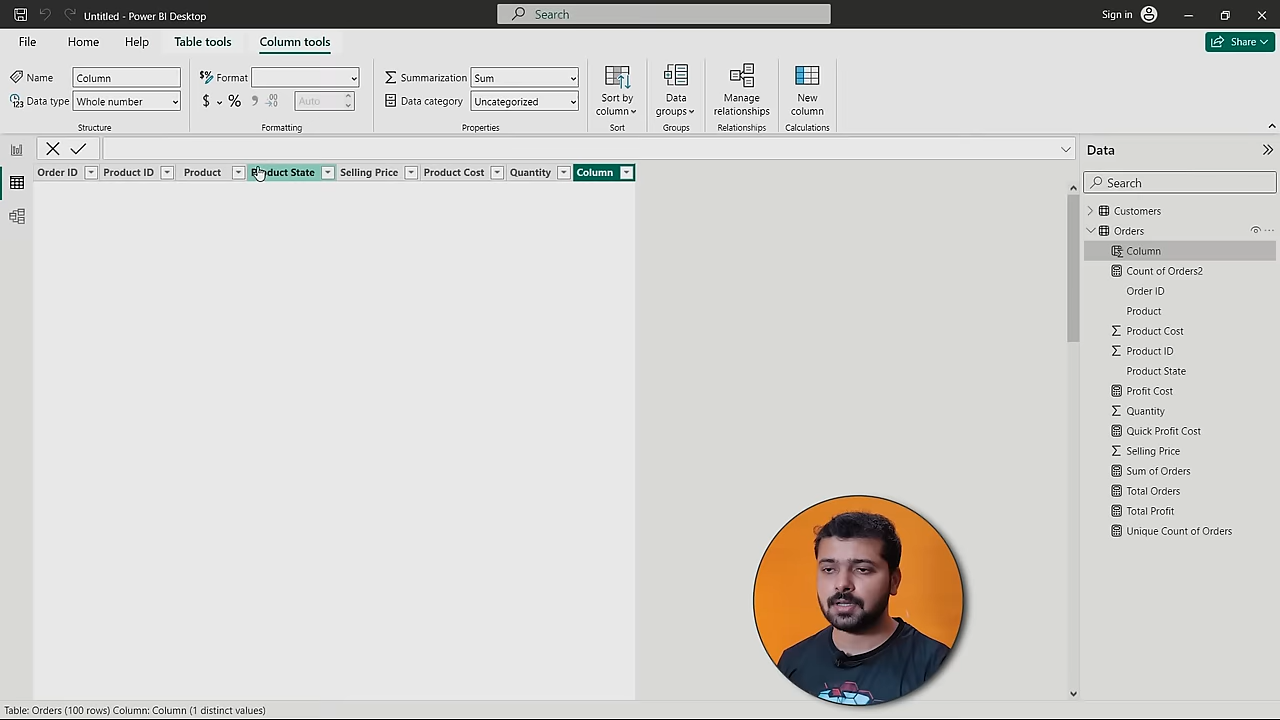 Untitled - Power BI Desktop
Search
Sign in
File
Home
Help
Table tools
Column tools
Share
Name
Column
Format
Summarization
Sum
Data type
Whole number
$
%
Auto
Data category
Uncategorized
Sort by
column
Data
groups
Manage
relationships
New
column
Structure
Formatting
Properties
Sort
Groups
Relationships
Calculations
Order ID
Product ID
Product
Product State
Selling Price
Product Cost
Quantity
Column
Data
Search
Customers
Orders
Column
Count of Orders2
Order ID
Product
Product Cost
Product ID
Product State
Profit Cost
Quantity
Quick Profit Cost
Selling Price
Sum of Orders
Total Orders
Total Profit
Unique Count of Orders
Table: Orders (100 rows) Column: Column (1 distinct values)